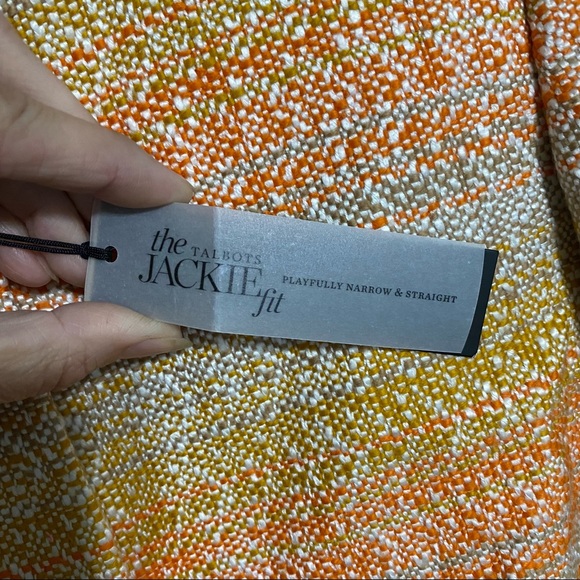 the
TALBOTS
JACKIE
fit
PLAYFULLY NARROW & STRAIGHT